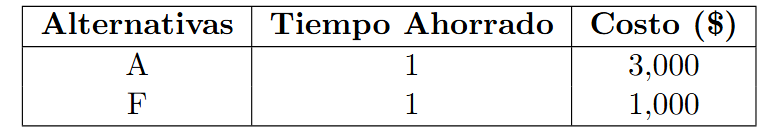 Alternativas Tiempo Ahorrado Costo ($)
A 1 3,000
F 1 1,000